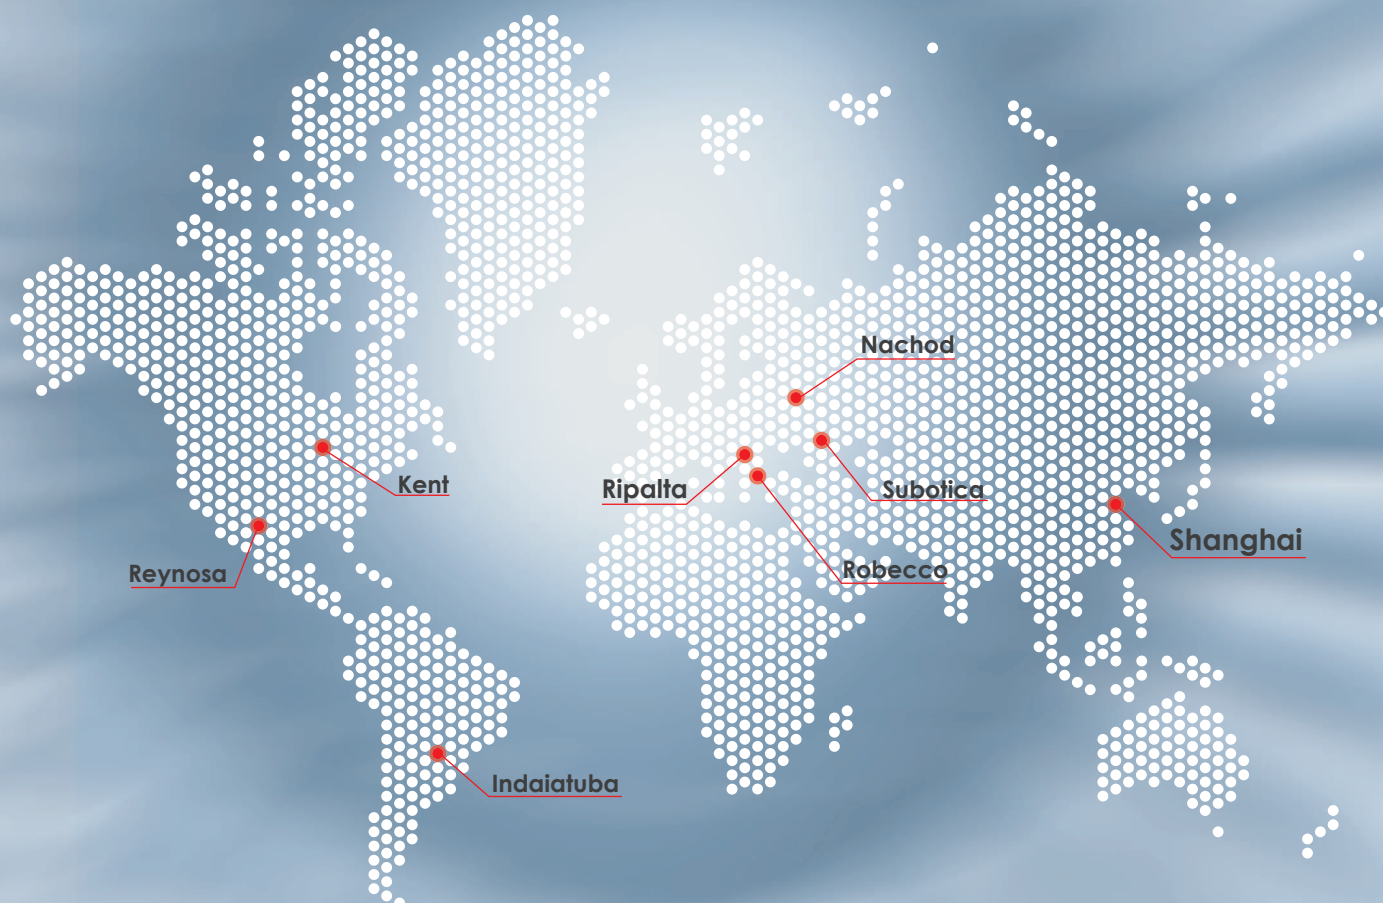 Nachod
Kent
Ripalta
Subotica
Shanghai
Reynosa
Robecco
Indaiatuba